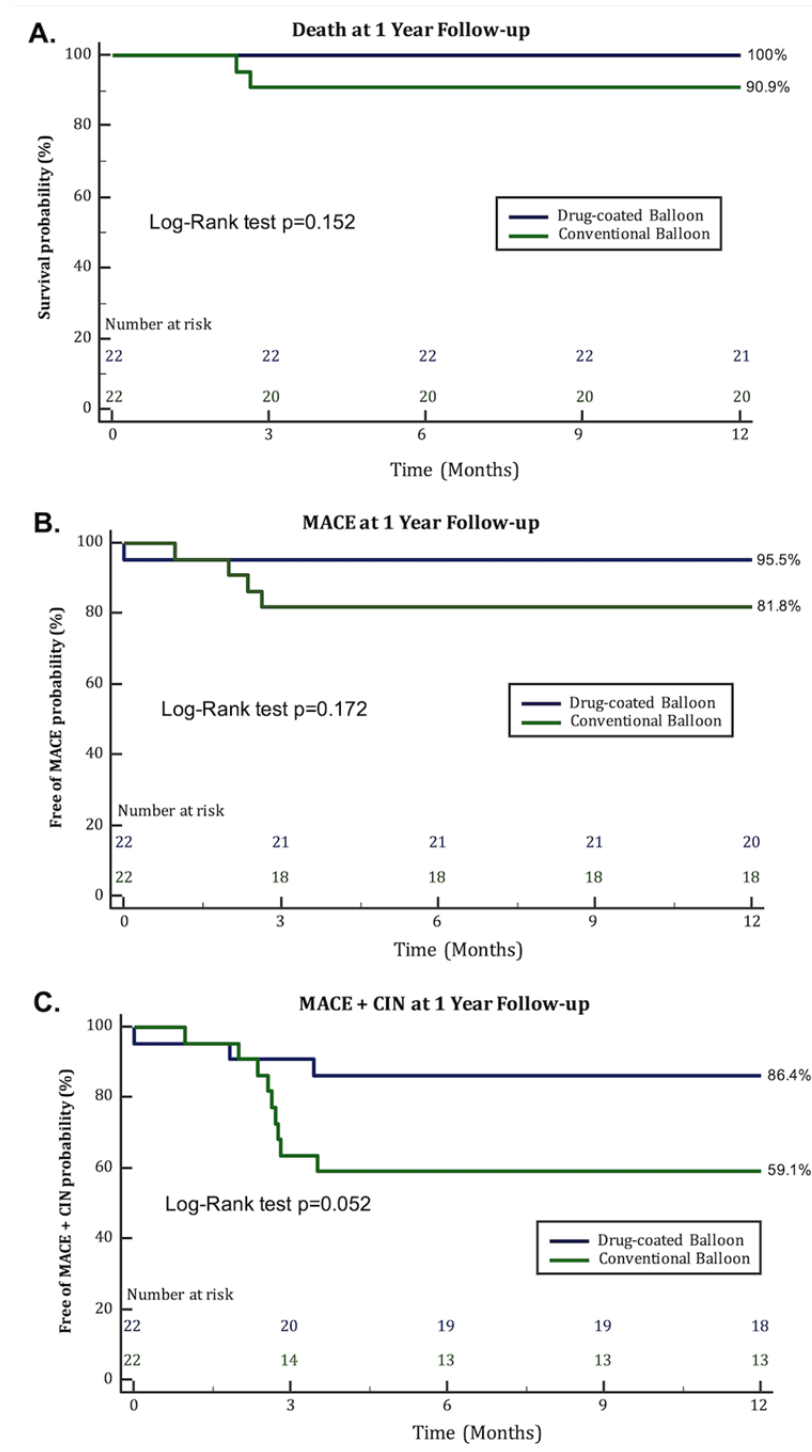 A.
Death at 1 Year Follow-up
100
100%
90.9%
80
60
40
20
0
Survival probability (%)
Log-Rank test p=0.152
Drug-coated Balloon
Conventional Balloon
Number at risk
22 22 22 22 21
22 20 20 20 20
0 3 6 9 12
Time (Months)
B.
MACE at 1 Year Follow-up
100
95.5%
81.8%
80
60
40
20
0
Free of MACE probability (%)
Log-Rank test p=0.172
Drug-coated Balloon
Conventional Balloon
Number at risk
22 21 21 21 20
22 18 18 18 18
0 3 6 9 12
Time (Months)
C.
MACE + CIN at 1 Year Follow-up
100
86.4%
80
60
59.1%
40
20
0
Free of MACE + CIN probability (%)
Log-Rank test p=0.052
Drug-coated Balloon
Conventional Balloon
Number at risk
22 20 19 19 18
22 14 13 13 13
0 3 6 9 12
Time (Months)